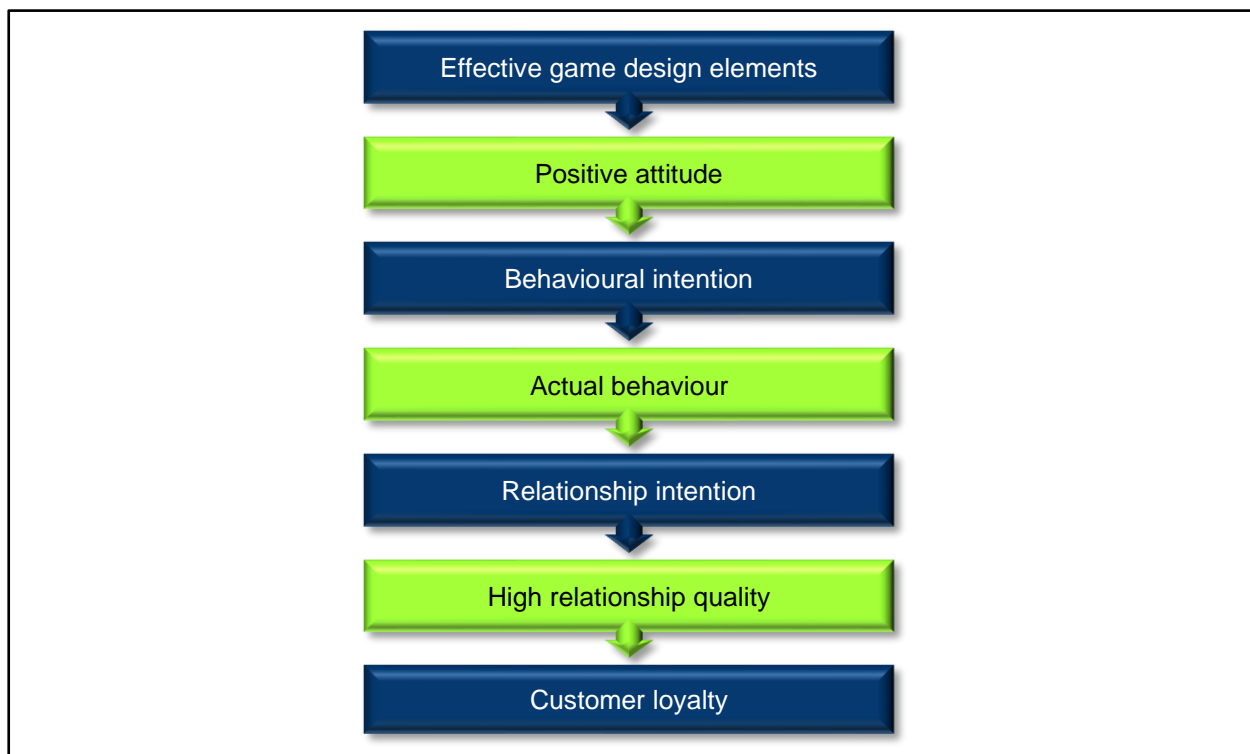 Effective game design elements
Positive attitude
Behavioural intention
Actual behaviour
Relationship intention
High relationship quality
Customer loyalty